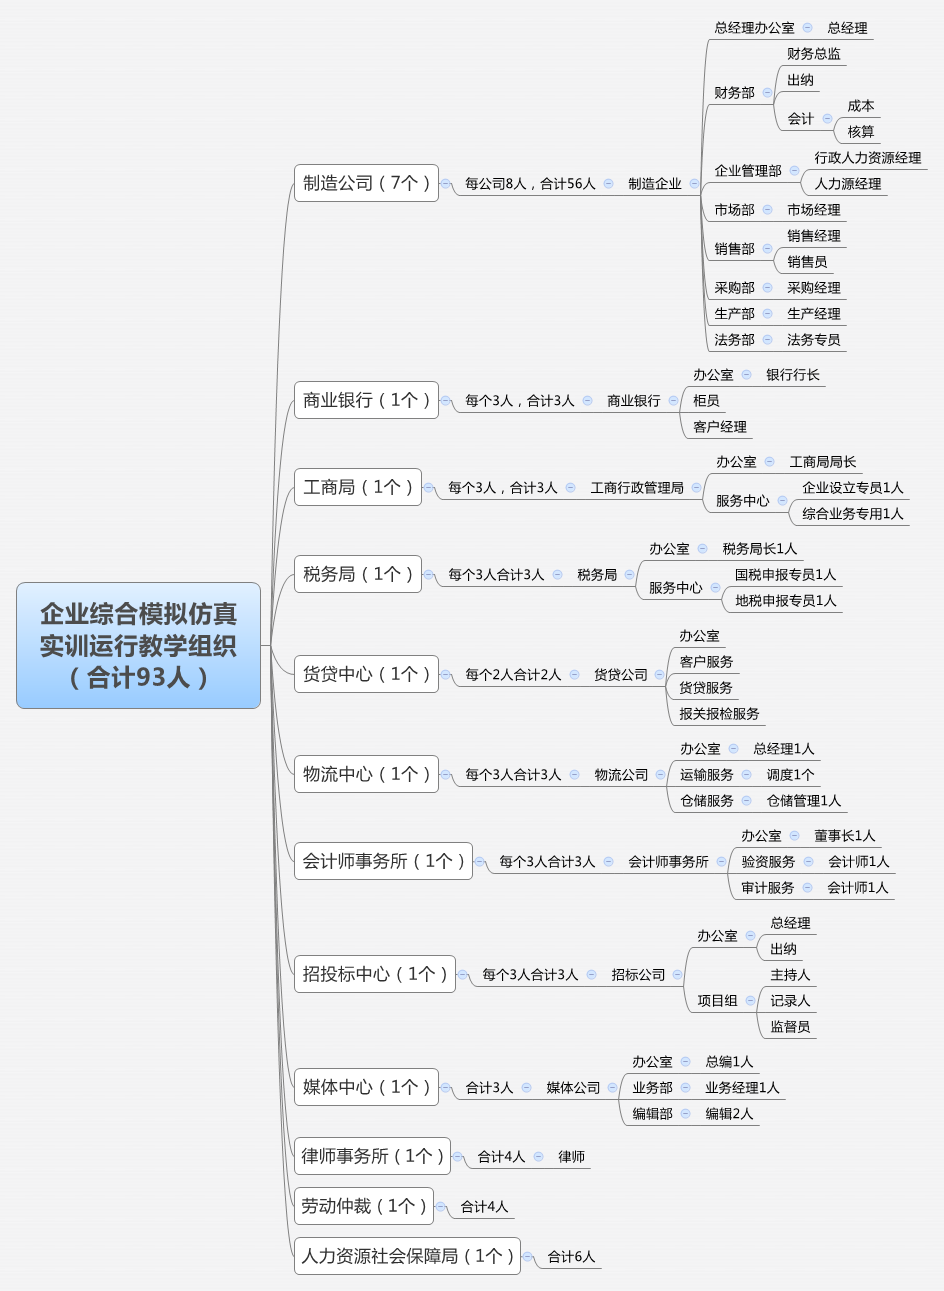 企业综合模拟仿真
实训运行教学组织
（合计93人）
制造公司（7个）
每公司8人，合计56人
制造企业
总经理办公室
总经理
财务部
财务总监
出纳
会计
成本
核算
企业管理部
行政人力资源经理
人力源经理
市场部
市场经理
销售部
销售经理
销售员
采购部
采购经理
生产部
生产经理
法务部
法务专员
商业银行（1个）
每个3人，合计3人
商业银行
办公室
银行行长
柜员
客户经理
工商局（1个）
每个3人，合计3人
工商行政管理局
办公室
工商局局长
服务中心
企业设立专员1人
综合业务专用1人
税务局（1个）
每个3人合计3人
税务局
办公室
税务局长1人
服务中心
国税申报专员1人
地税申报专员1人
货贷中心（1个）
每个2人合计2人
货贷公司
办公室
客户服务
货贷服务
报关报检服务
物流中心（1个）
每个3人合计3人
物流公司
办公室
总经理1人
运输服务
调度1个
仓储服务
仓储管理1人
会计师事务所（1个）
每个3人合计3人
会计师事务所
办公室
董事长1人
验资服务
会计师1人
审计服务
会计师1人
招投标中心（1个）
每个3人合计3人
招标公司
办公室
总经理
出纳
项目组
主持人
记录人
监督员
媒体中心（1个）
合计3人
媒体公司
办公室
总编1人
业务部
业务经理1人
编辑部
编辑2人
律师事务所（1个）
合计4人
律师
劳动仲裁（1个）
合计4人
人力资源社会保障局（1个）
合计6人